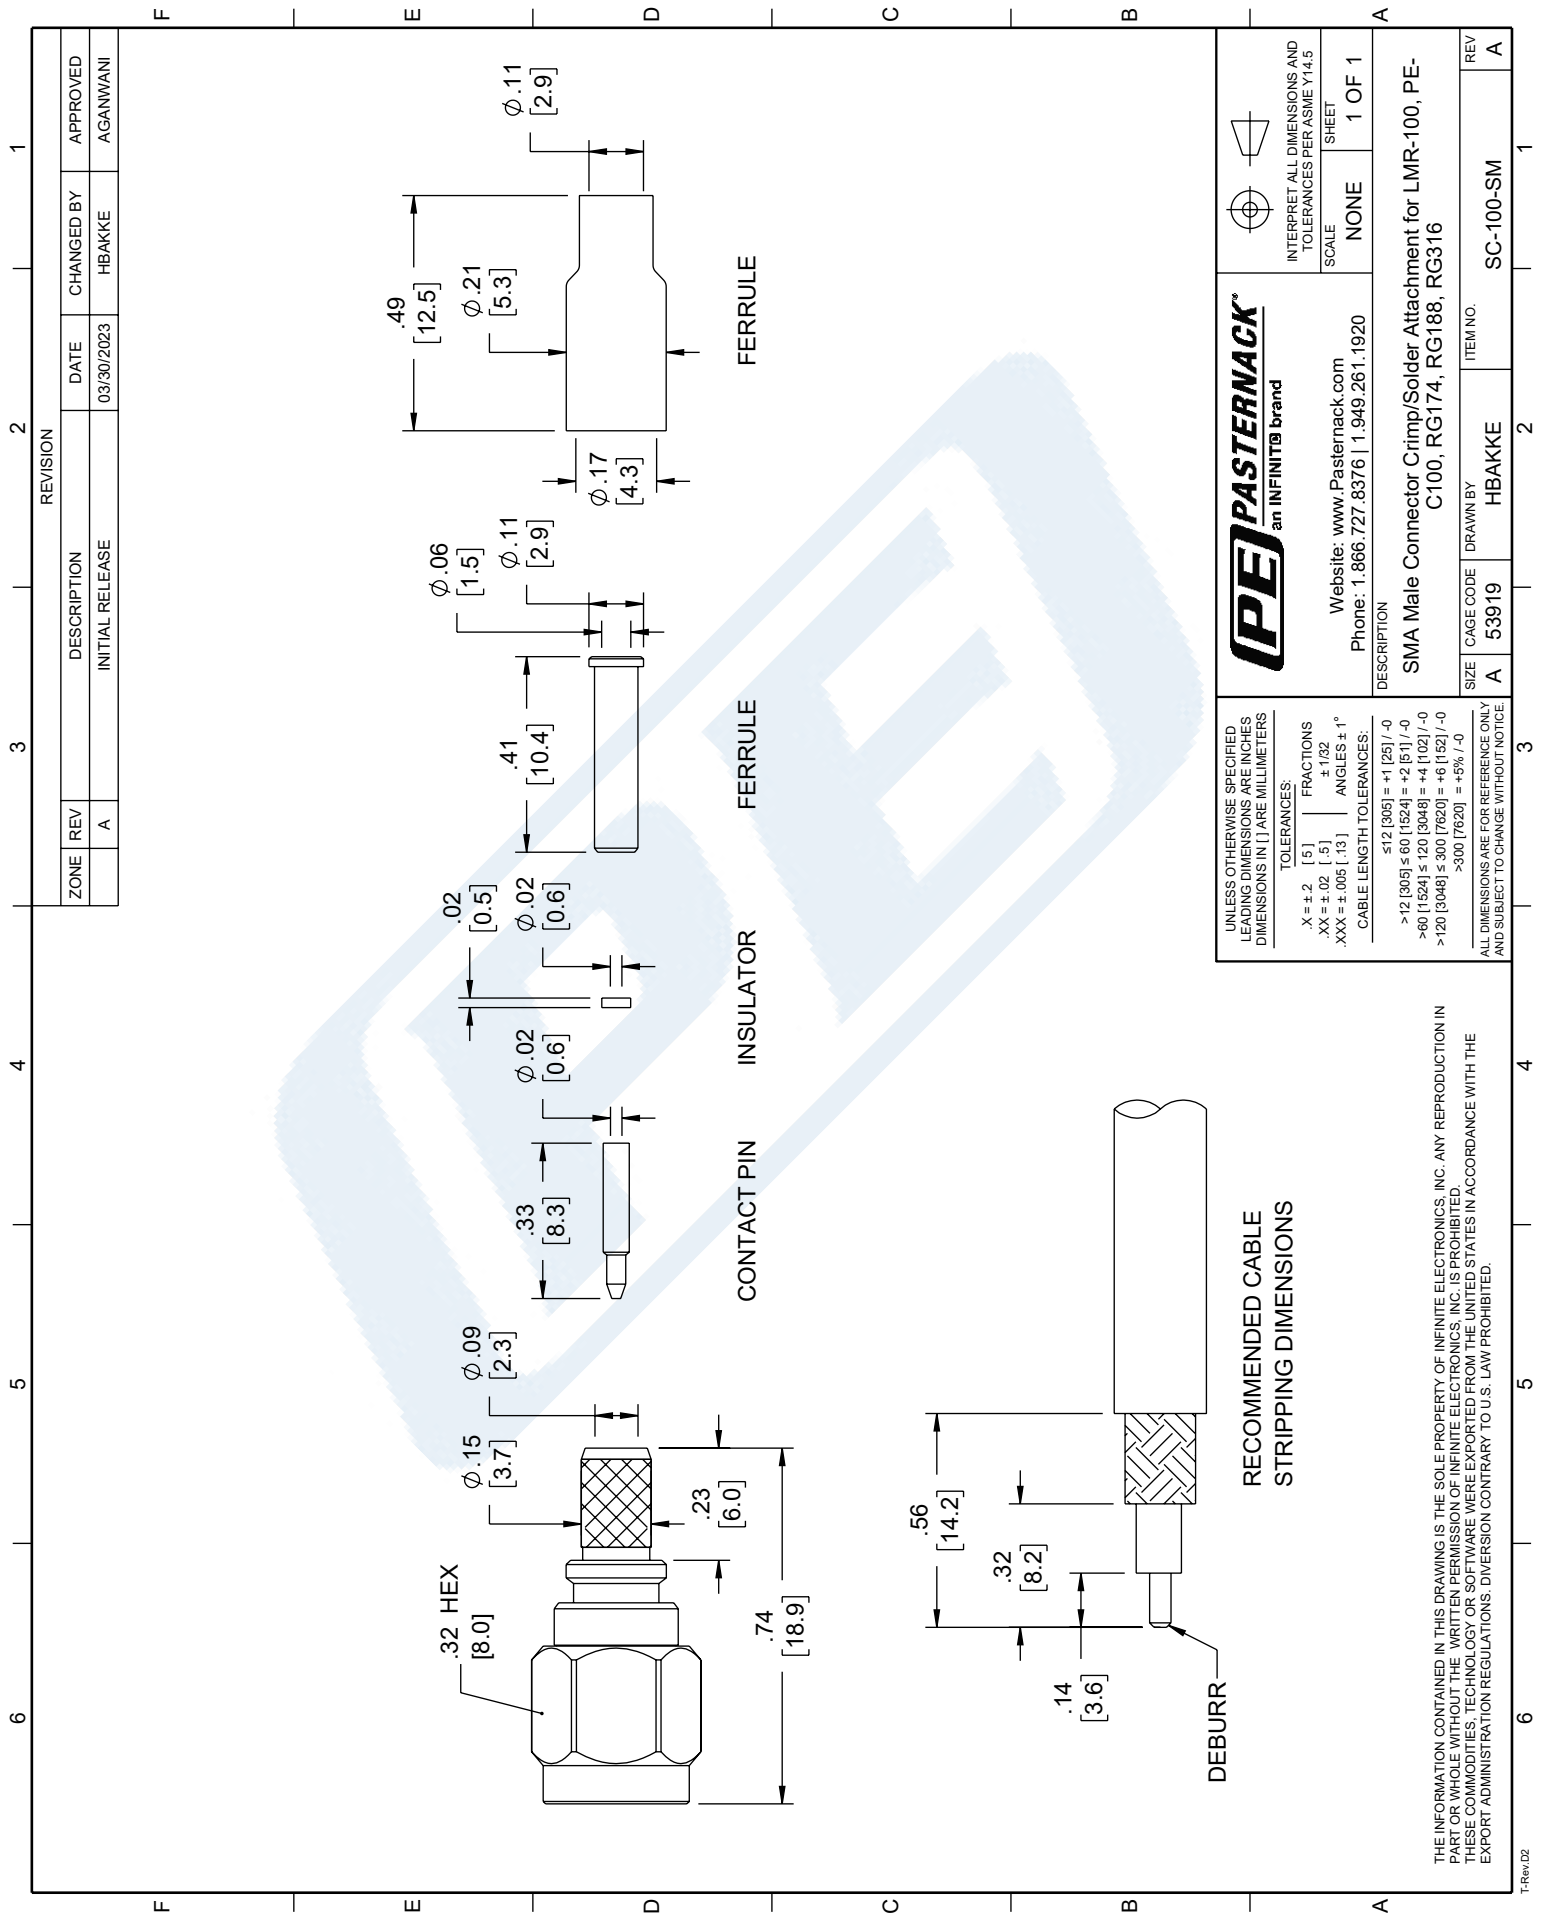 6
5
4
3
2
1
F
F
REVISION
ZONE
REV
DESCRIPTION
DATE
CHANGED BY
APPROVED
A
INITIAL RELEASE
03/30/2023
HBAKKE
AGANWANI
E
E
D
D
C
C
B
B
A
A
.32 HEX
[8.0]
∅.15
[3.7]
∅.09
[2.3]
.23
[6.0]
.74
[18.9]
.33
[8.3]
∅.02
[0.6]
CONTACT PIN
.02
[0.5]
∅.02
[0.6]
INSULATOR
.41
[10.4]
∅.06
[1.5]
∅.11
[2.9]
FERRULE
.49
[12.5]
∅.21
[5.3]
∅.17
[4.3]
∅.11
[2.9]
FERRULE
.56
[14.2]
.32
[8.2]
.14
[3.6]
DEBURR
RECOMMENDED CABLE
STRIPPING DIMENSIONS
THE INFORMATION CONTAINED IN THIS DRAWING IS THE SOLE PROPERTY OF INFINITE ELECTRONICS, INC. ANY REPRODUCTION IN
PART OR WHOLE WITHOUT THE WRITTEN PERMISSION OF INFINITE ELECTRONICS, INC. IS PROHIBITED.
THESE COMMODITIES, TECHNOLOGY OR SOFTWARE WERE EXPORTED FROM THE UNITED STATES IN ACCORDANCE WITH THE
EXPORT ADMINISTRATION REGULATIONS. DIVERSION CONTRARY TO U.S. LAW PROHIBITED.
UNLESS OTHERWISE SPECIFIED
LEADING DIMENSIONS ARE INCHES
DIMENSIONS IN [ ] ARE MILLIMETERS
TOLERANCES:
.X = ± .2 [ 5 ]
FRACTIONS
.XX = ± .02 [ .5]
± 1/32
.XXX = ± .005 [ .13 ]
ANGLES ± 1°
CABLE LENGTH TOLERANCES:
≤12 [305] = +1 [25] / -0
>12 [305] ≤ 60 [1524] = +2 [51] / -0
>60 [1524] ≤ 120 [3048] = +4 [102] / -0
>120 [3048] ≤ 300 [7620] = +6 [152] / -0
>300 [7620] = +5% / -0
ALL DIMENSIONS ARE FOR REFERENCE ONLY
AND SUBJECT TO CHANGE WITHOUT NOTICE.
PE PASTERNACK®
an INFINITE brand
Website: www.Pasternack.com
Phone: 1.866.727.8376 | 1.949.261.1920
INTERPRET ALL DIMENSIONS AND
TOLERANCES PER ASME Y14.5
SCALE
NONE
SHEET
1 OF 1
DESCRIPTION
SMA Male Connector Crimp/Solder Attachment for LMR-100, PE-
C100, RG174, RG188, RG316
SIZE
A
CAGE CODE
53919
DRAWN BY
HBAKKE
ITEM NO.
SC-100-SM
REV
A
T-Rev.D2
6
5
4
3
2
1
PE